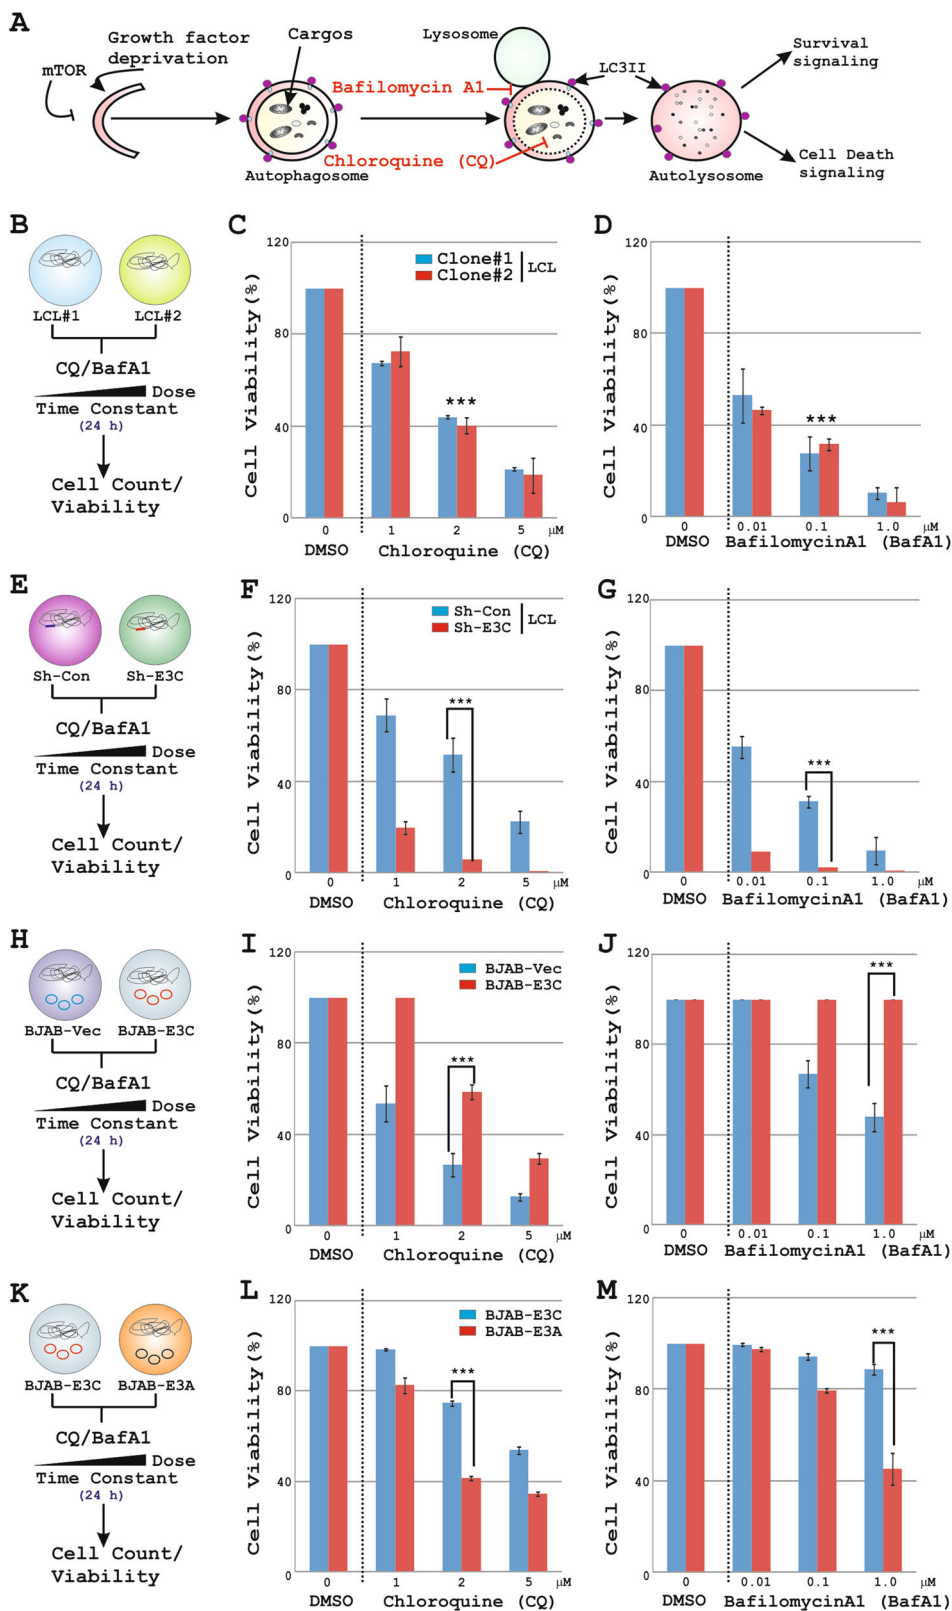 A
Growth factor
deprivation
mTOR
Cargos
Lysosome
Bafilomycin A1
LC3II
Survival
signaling
Chloroquine (CQ)
Autophagosome
Autolysosome
Cell Death
signaling
B
LCL#1
LCL#2
CQ/BafA1
Dose
Time Constant
(24 h)
Cell Count/
Viability
C
Cell Viability(%)
120
80
40
0
Clone#1
Clone#2
LCL
***
0
1
2
5
µM
DMSO
Chloroquine (CQ)
D
Cell Viability(%)
120
80
40
0
***
0
0.01
0.1
1.0
DMSO
BafilomycinA1 (BafA1)
E
Sh-Con
Sh-E3C
CQ/BafA1
Dose
Time Constant
(24 h)
Cell Count/
Viability
F
Cell Viability(%)
120
80
40
0
Sh-Con
Sh-E3C
LCL
***
0
1
2
5
µM
DMSO
Chloroquine (CQ)
G
Cell Viability(%)
120
80
40
0
***
0
0.01
0.1
1.0
DMSO
BafilomycinA1 (BafA1)
H
BJAB-Vec
BJAB-E3C
CQ/BafA1
Dose
Time Constant
(24 h)
Cell Count/
Viability
I
Cell Viability(%)
120
80
40
0
BJAB-Vec
BJAB-E3C
***
0
1
2
5
µM
DMSO
Chloroquine (CQ)
J
Cell Viability(%)
120
80
40
0
***
0
0.01
0.1
1.0
DMSO
BafilomycinA1 (BafA1)
K
BJAB-E3C
BJAB-E3A
CQ/BafA1
Dose
Time Constant
(24 h)
Cell Count/
Viability
L
Cell Viability(%)
120
80
40
0
BJAB-E3C
BJAB-E3A
***
0
1
2
5
µM
DMSO
Chloroquine (CQ)
M
Cell Viability(%)
120
80
40
0
***
0
0.01
0.1
1.0
DMSO
BafilomycinA1 (BafA1)